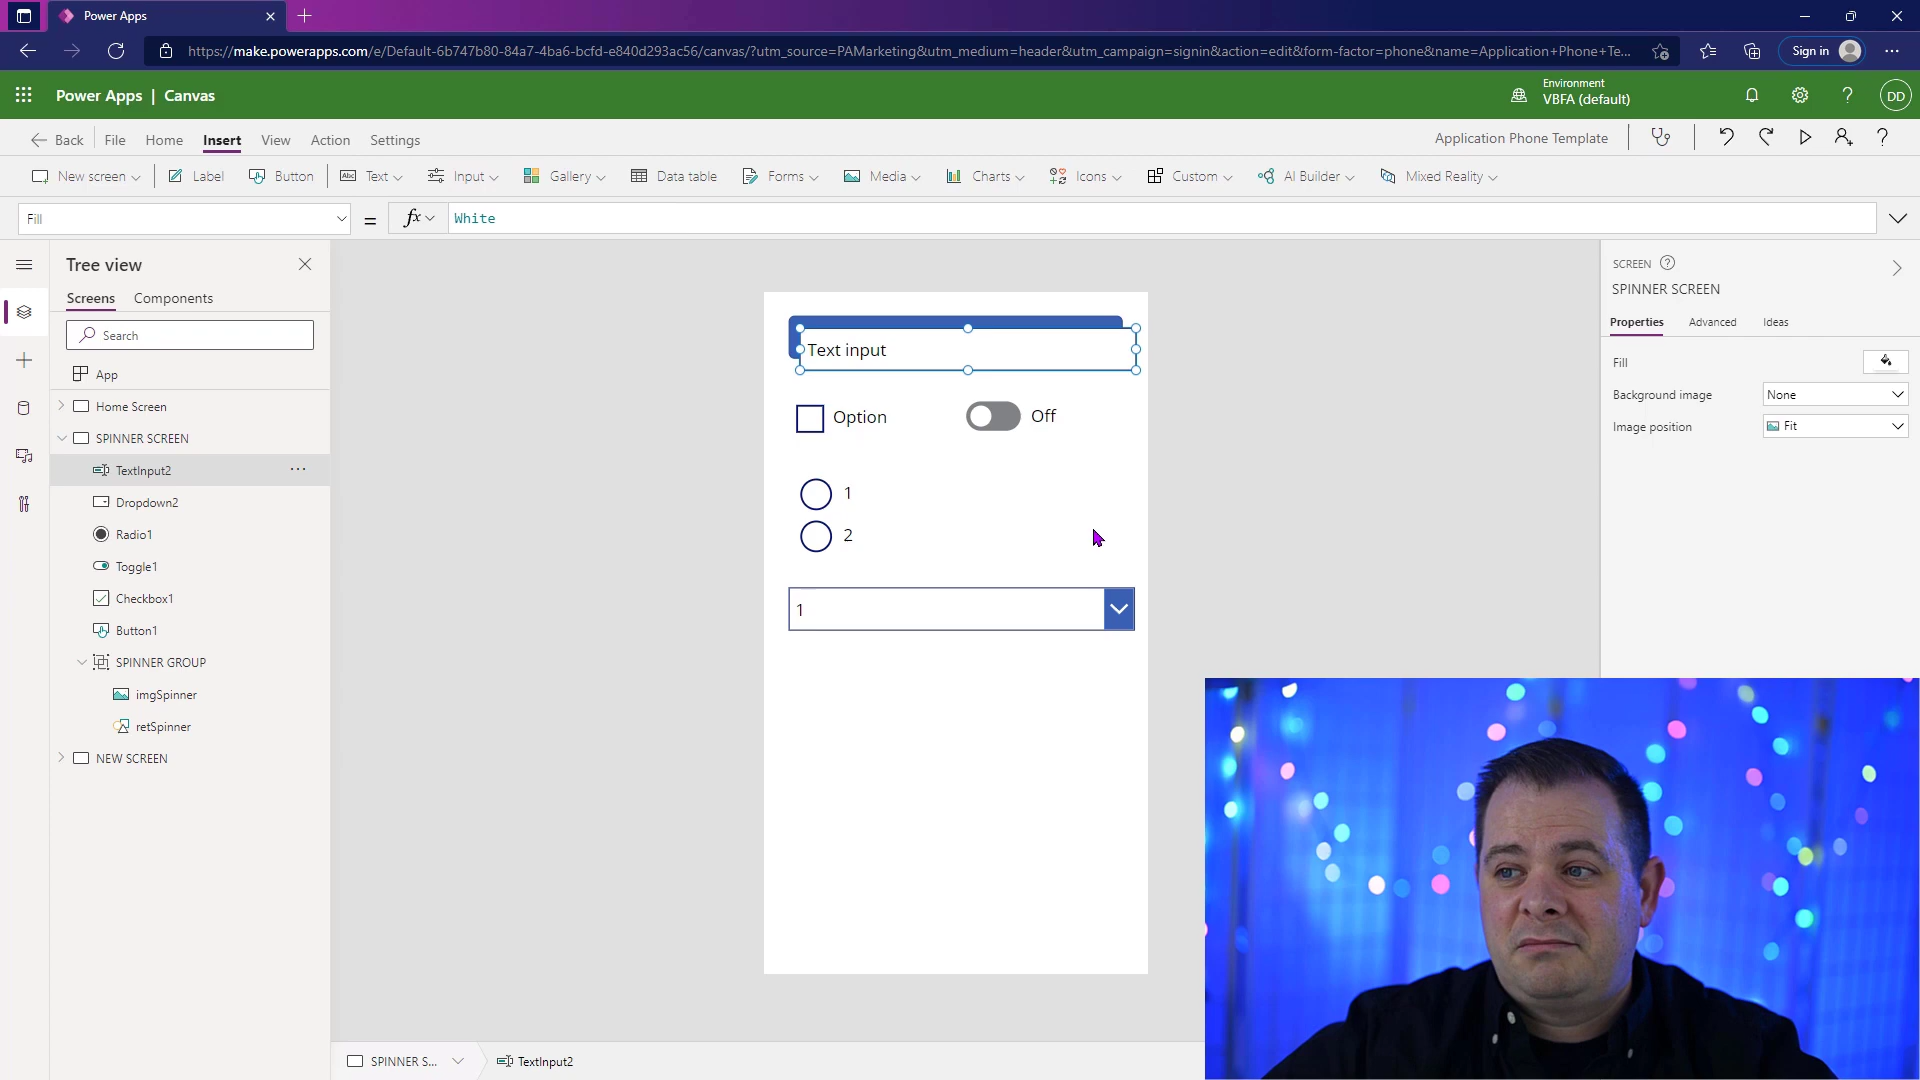 Power Apps
https://make.powerapps.com/e/Default-6b747b80-84a7-4ba6-bcfd-e840d293ac56/canvas/?utm_source=PAMarketing&utm_medium=header&utm_campaign=signin&action=edit&form-factor=phone&name=Application+Phone+Te...
Sign in
Power Apps | Canvas
Environment
VBFA (default)
DD
Back File Home Insert View Action Settings
Application Phone Template
New screen Label Button Text Input Gallery Data table Forms Media Charts Icons Custom AI Builder Mixed Reality
Fill = fx White
Tree view
Screens Components
Search
App
Home Screen
SPINNER SCREEN
TextInput2
Dropdown2
Radio1
Toggle1
Checkbox1
Button1
SPINNER GROUP
imgSpinner
retSpinner
NEW SCREEN
Text input
Option Off
1
2
1
SCREEN
SPINNER SCREEN
Properties Advanced Ideas
Fill
Background image None
Image position Fit
SPINNER S... TextInput2